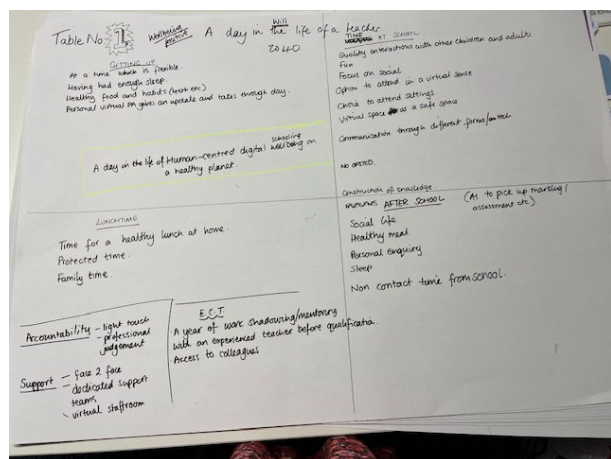 Table No 1
Wellbeing positive
A day in the life of a teacher
Will
2040
GETTING UP
At a time which is flexible.
Having had enough sleep.
Healthy food and habits (teeth etc)
Personal virtual PA gives an update and talks through day.
A day in the life of Human-centred digital wellbeing on
schooling
a healthy planet.
TIME AT SCHOOL
Quality interactions with other children and adults
Fun
Focus on social
Option to attend in a virtual sense
Choice to attend settings
Virtual space as a safe space
Communication through different forms/on tech
NO OFSTED.
Construction of knowledge
LUNCHTIME
Time for a healthy lunch at home.
Protected time.
Family time.
AFTER SCHOOL (AI to pick up marking/
assessment etc)
Social life
Healthy meal
Personal enquiry
Sleep
Non contact time from school.
Accountability - light touch
- professional
judgement
Support - face 2 face
- dedicated support
teams
- virtual staffroom
E.C.T.
· A year of work shadowing/mentoring
with an experienced teacher before qualification.
· Access to colleagues